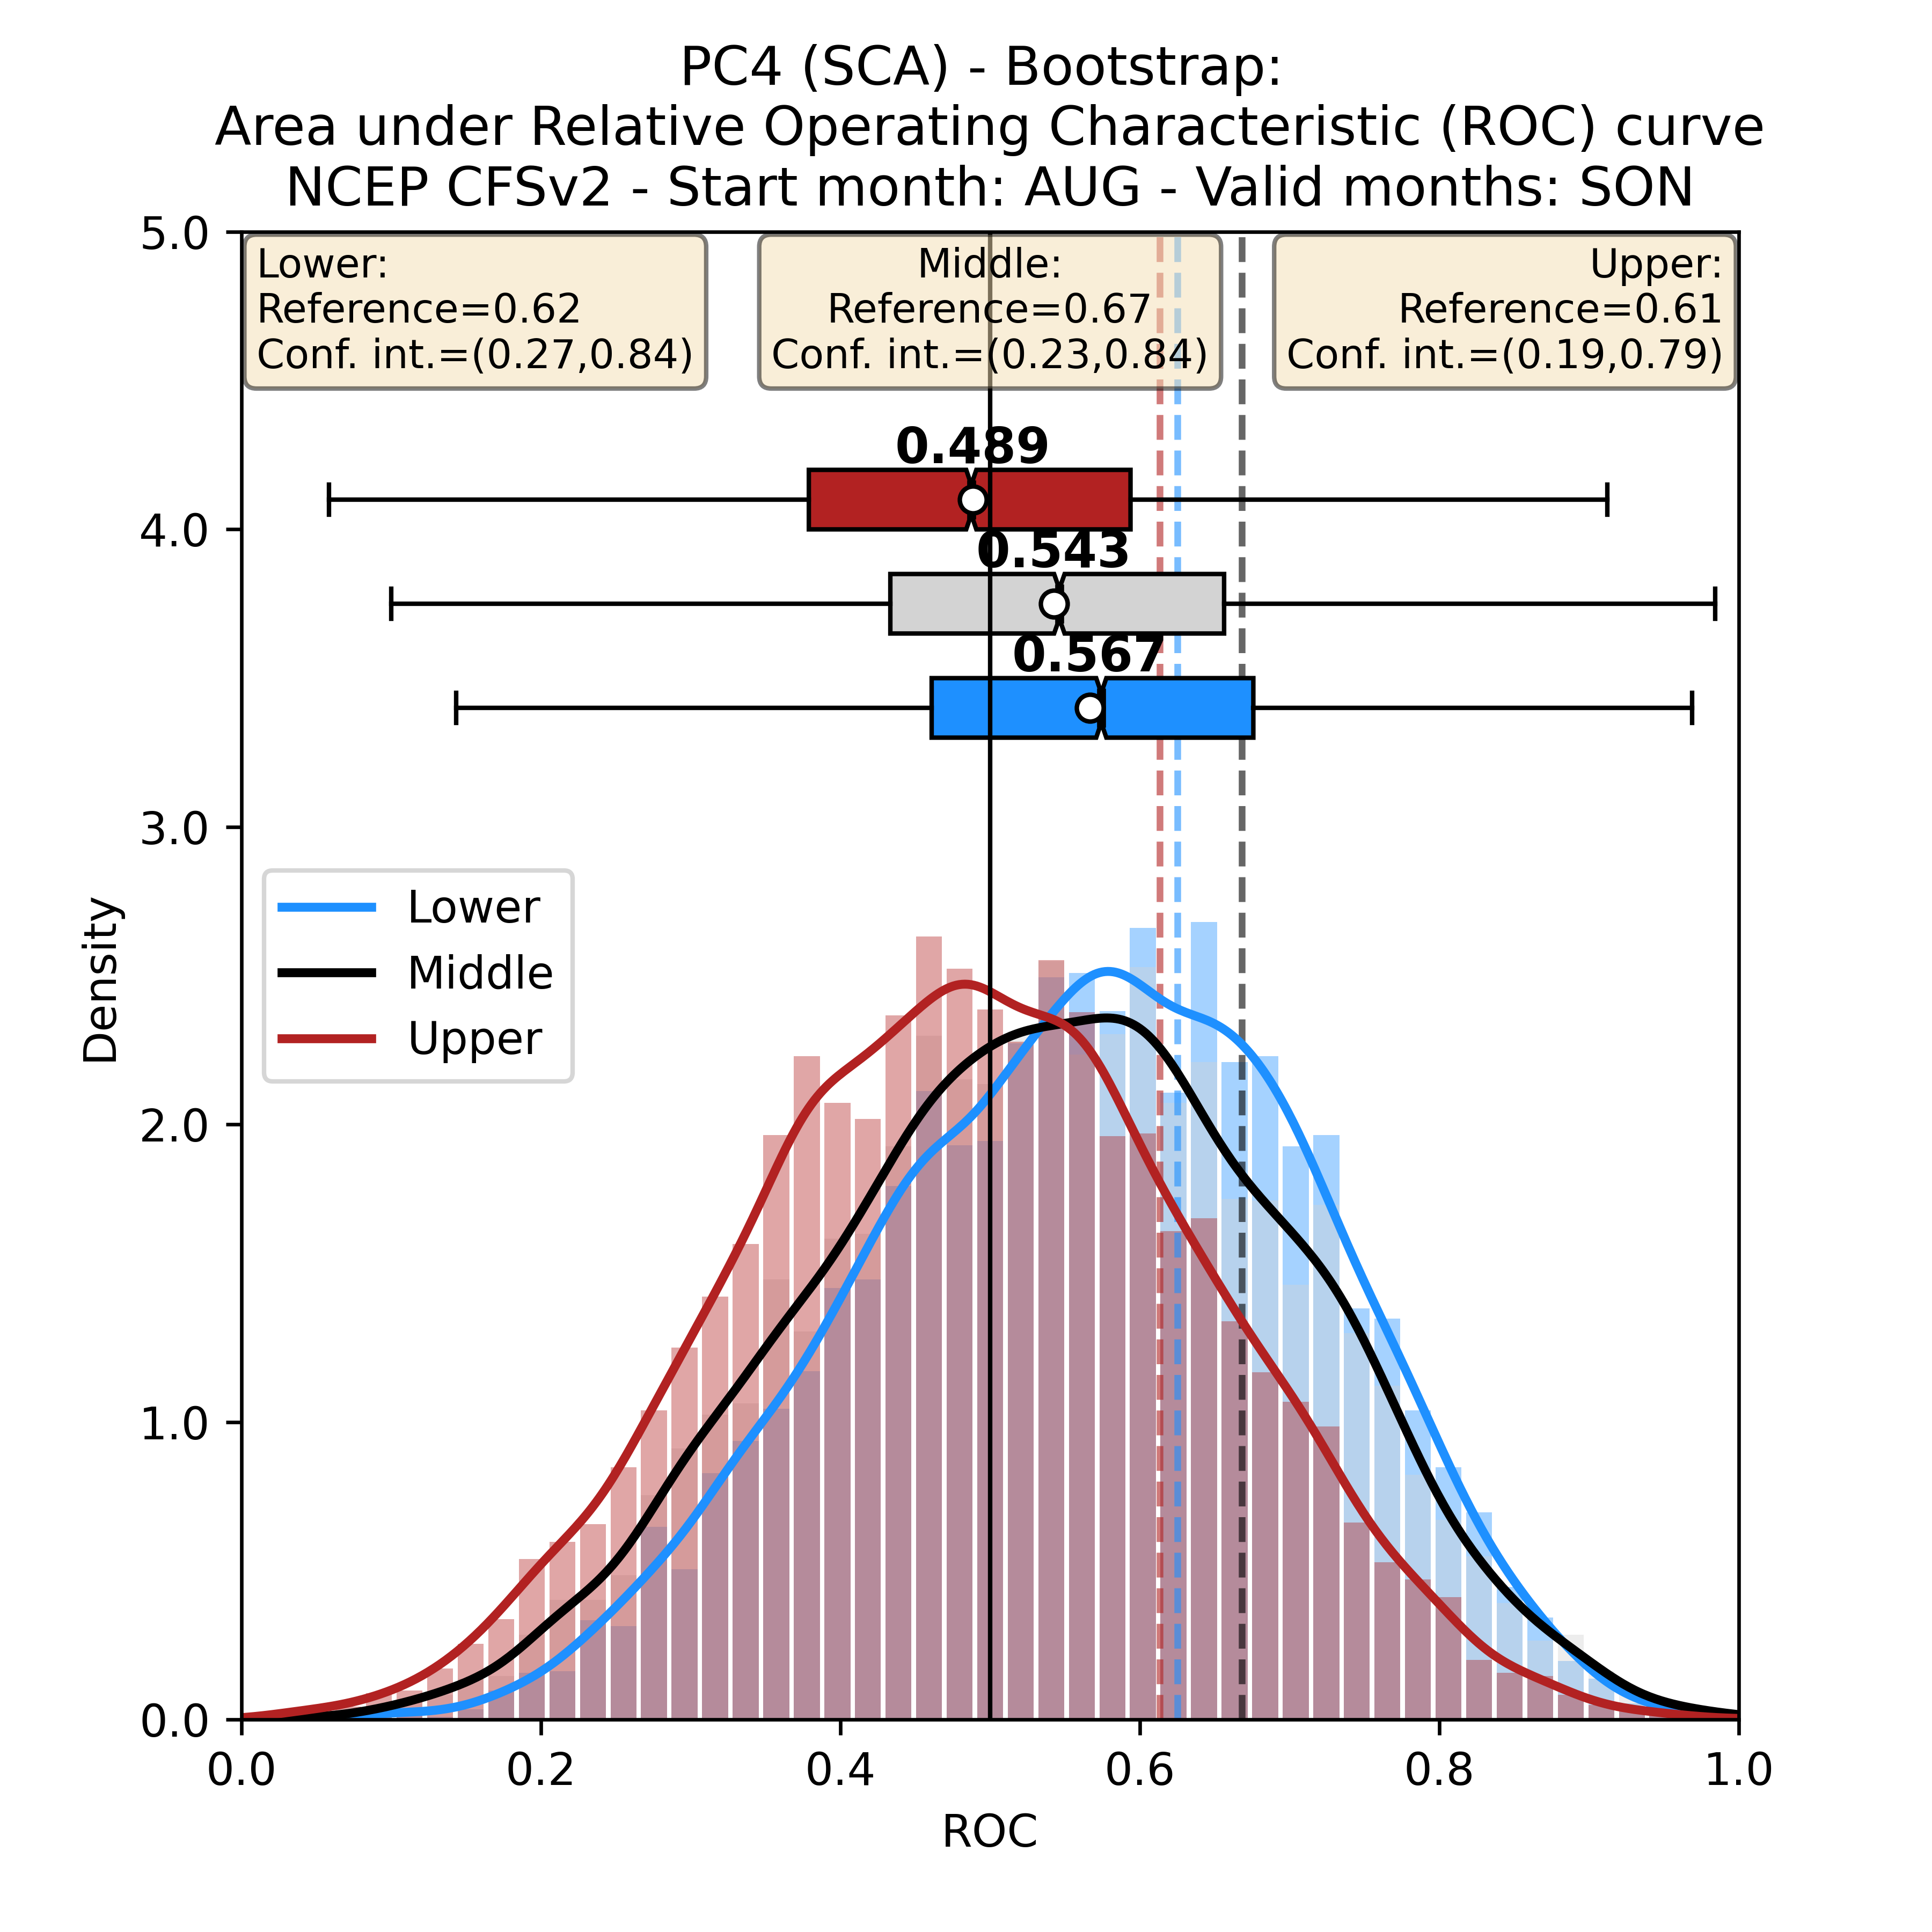 PC4 (SCA) - Bootstrap:
Area under Relative Operating Characteristic (ROC) curve
NCEP CFSv2 - Start month: AUG - Valid months: SON
5.0
4.0
3.0
2.0
1.0
0.0
Density
Lower:
Reference=0.62
Conf. int.=(0.27,0.84)
Middle:
Reference=0.67
Conf. int.=(0.23,0.84)
Upper:
Reference=0.61
Conf. int.=(0.19,0.79)
0.489
0.543
0.567
Lower
Middle
Upper
0.0 0.2 0.4 0.6 0.8 1.0
ROC